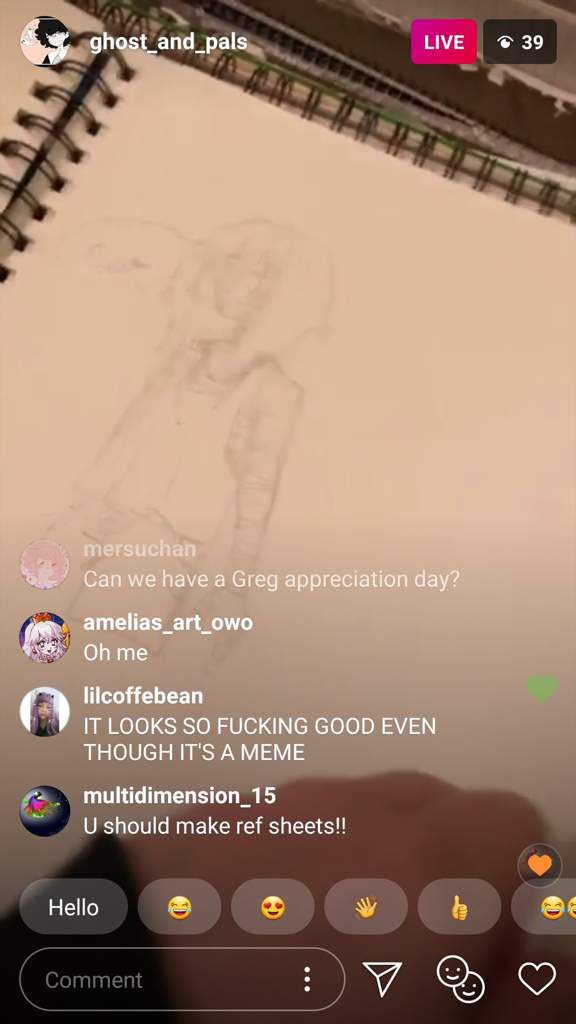 ghost_and_pals
LIVE
39
mersuchan
Can we have a Greg appreciation day?
amelias_art_owo
Oh me
lilcoffebean
IT LOOKS SO FUCKING GOOD EVEN
THOUGH IT'S A MEME
multidimension_15
U should make ref sheets!!
Hello
Comment